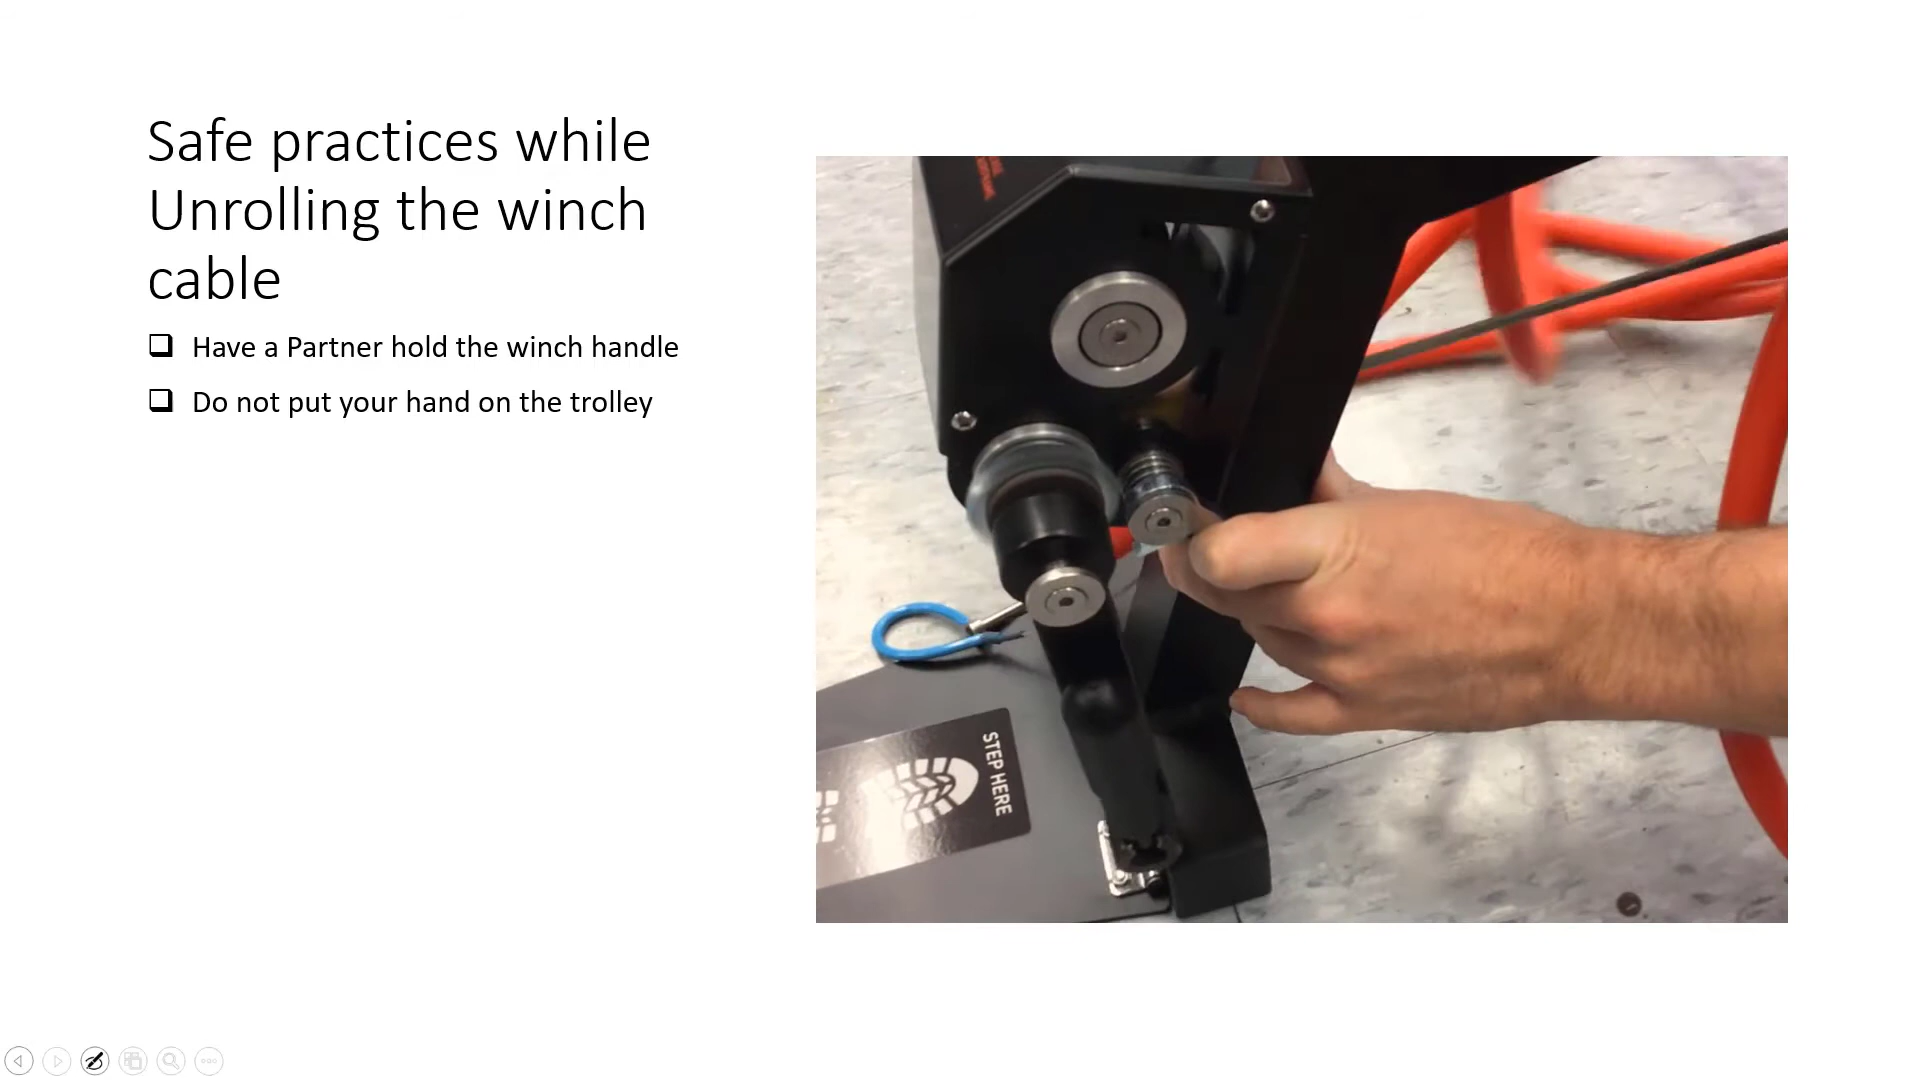 Safe practices while
Unrolling the winch
cable
Have a Partner hold the winch handle
Do not put your hand on the trolley
STEP HERE